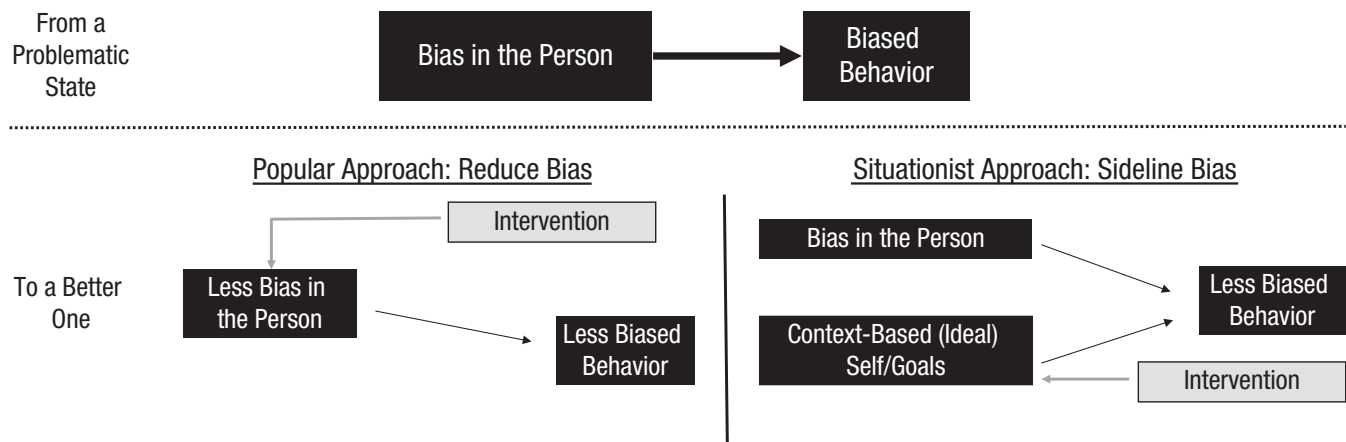 From a
Problematic
State
Bias in the Person
Biased
Behavior
Popular Approach: Reduce Bias
Situationist Approach: Sideline Bias
To a Better
One
Intervention
Less Bias in
the Person
Less Biased
Behavior
Bias in the Person
Context-Based (Ideal)
Self/Goals
Less Biased
Behavior
Intervention